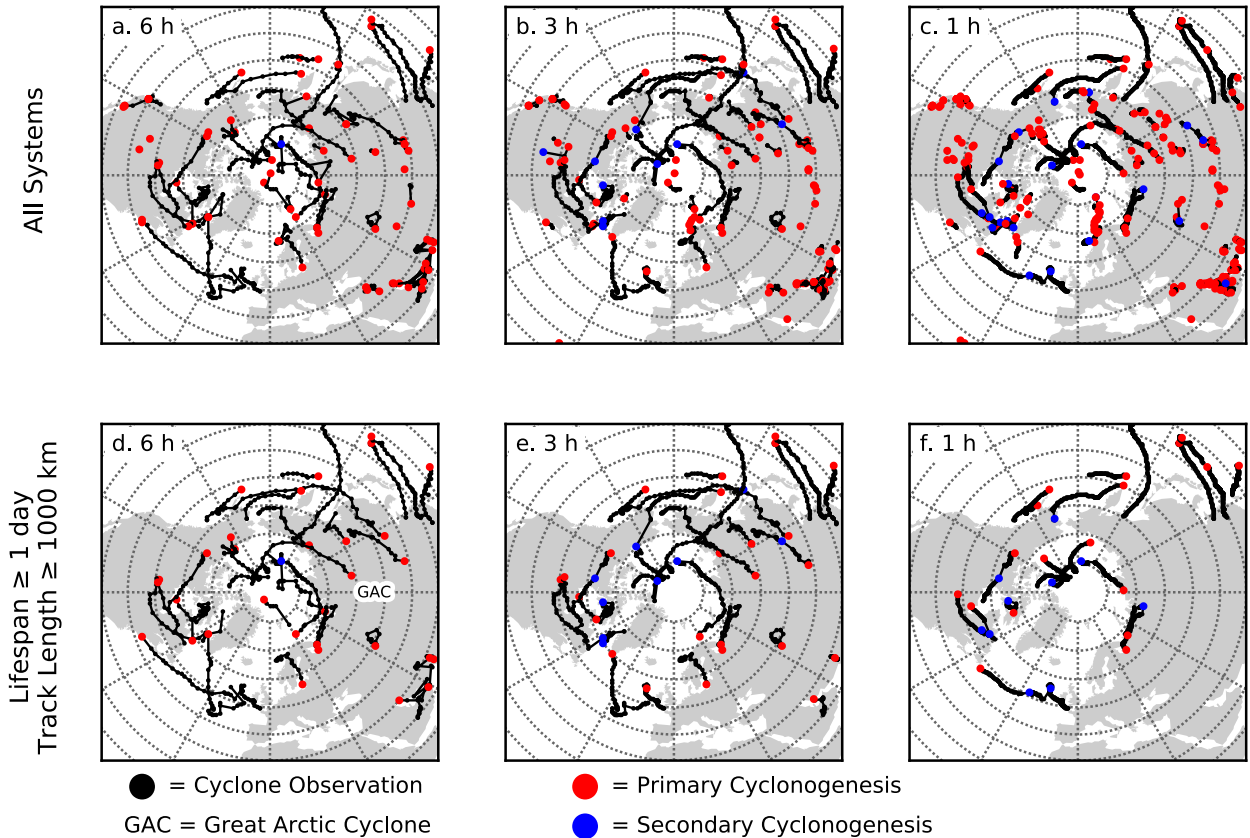 All Systems
a. 6 h
b. 3 h
c. 1 h
Lifespan ≥ 1 day
Track Length ≥ 1000 km
d. 6 h
GAC
e. 3 h
f. 1 h
= Cyclone Observation
= Primary Cyclonogenesis
GAC = Great Arctic Cyclone
= Secondary Cyclonogenesis